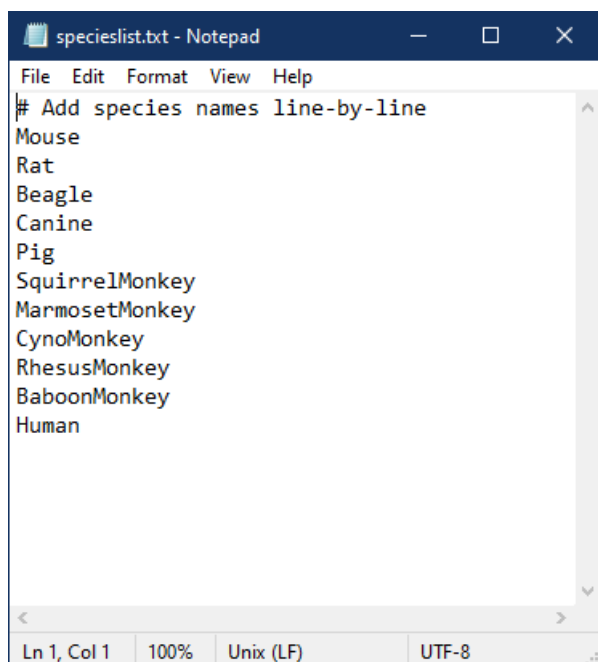 specieslist.txt - Notepad
File Edit Format View Help
# Add species names line-by-line
Mouse
Rat
Beagle
Canine
Pig
SquirrelMonkey
MarmosetMonkey
CynoMonkey
RhesusMonkey
BaboonMonkey
Human
Ln 1, Col 1 100% Unix (LF) UTF-8